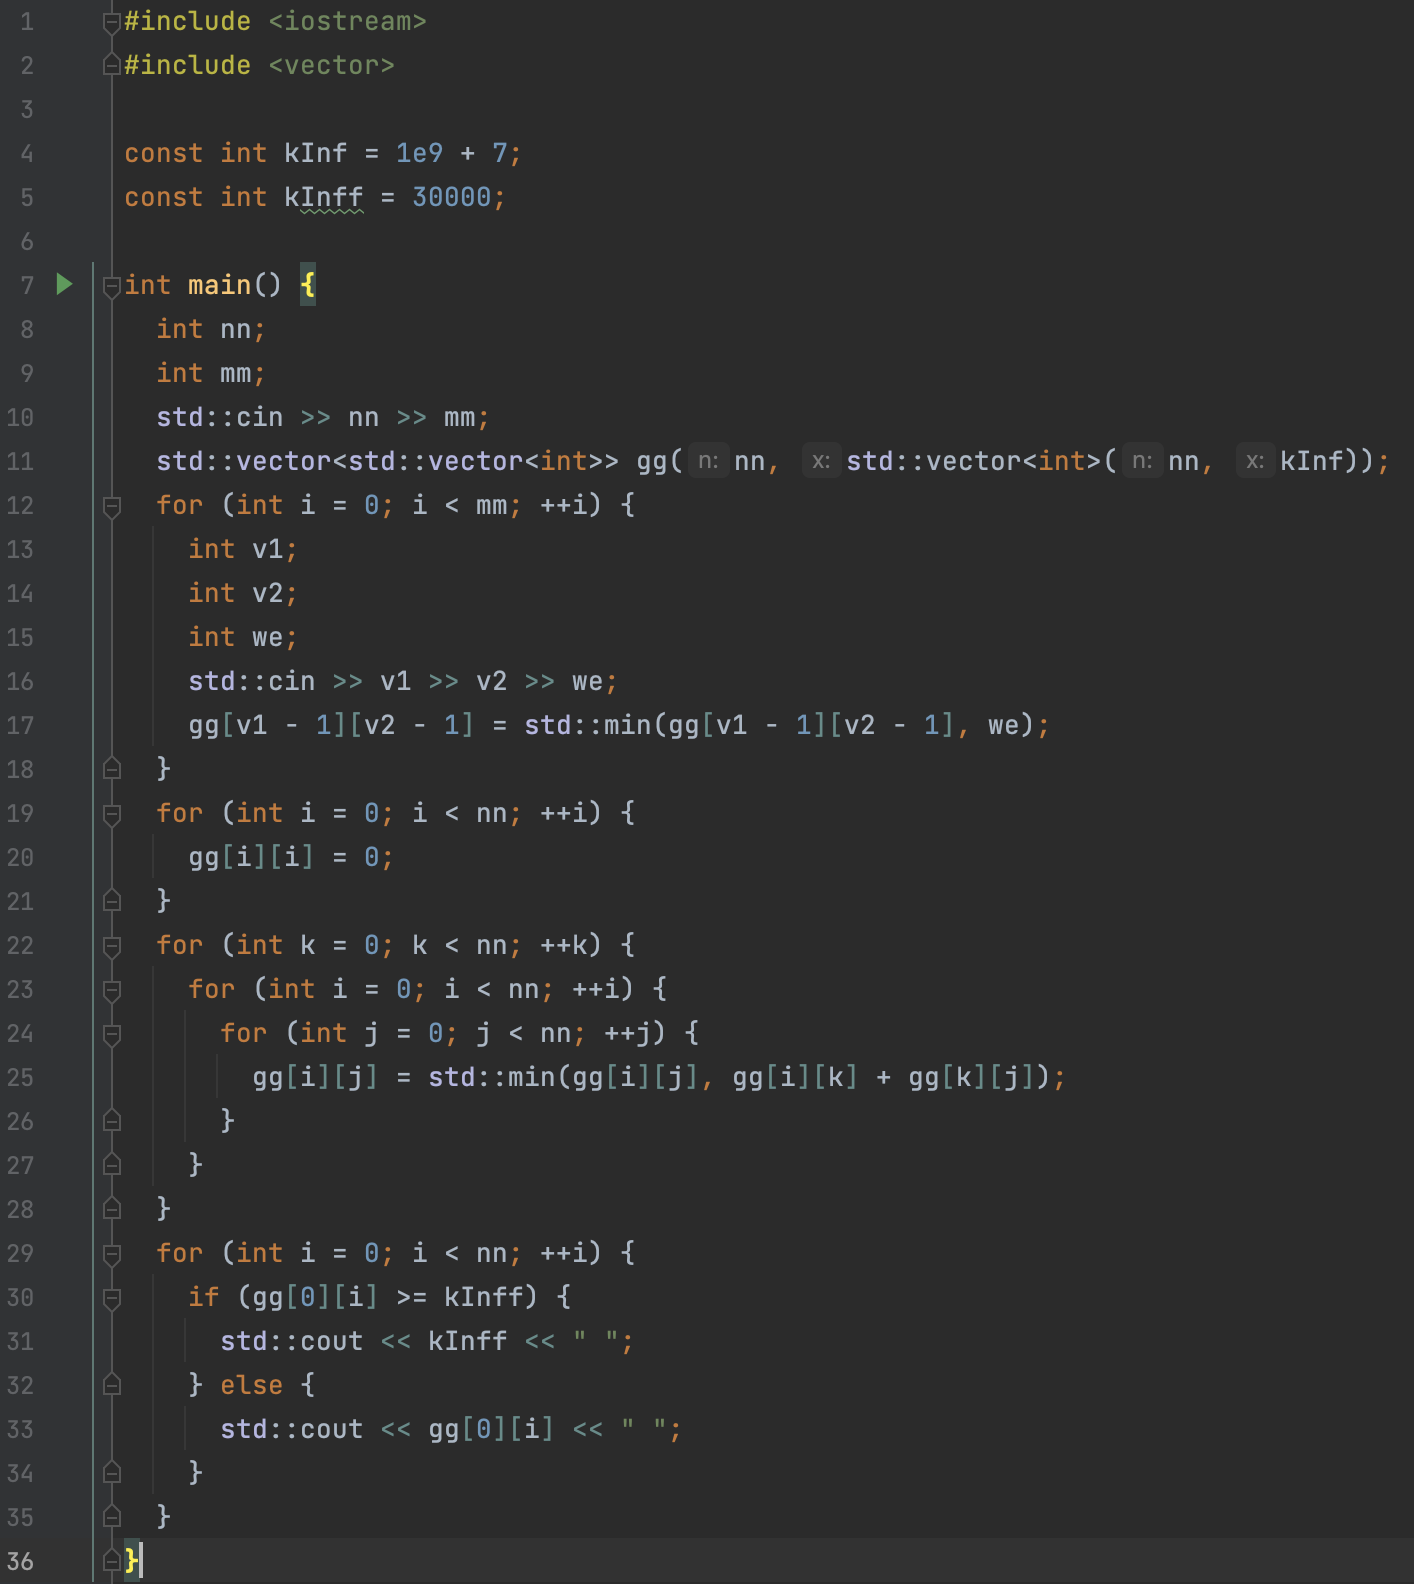 1 #include <iostream>
2 #include <vector>
3
4 const int kInf = 1e9 + 7;
5 const int kInff = 30000;
6
7 int main() {
8   int nn;
9   int mm;
10   std::cin >> nn >> mm;
11   std::vector<std::vector<int>> gg( n: nn, x: std::vector<int>( n: nn, x: kInf));
12   for (int i = 0; i < mm; ++i) {
13     int v1;
14     int v2;
15     int we;
16     std::cin >> v1 >> v2 >> we;
17     gg[v1 - 1][v2 - 1] = std::min(gg[v1 - 1][v2 - 1], we);
18   }
19   for (int i = 0; i < nn; ++i) {
20     gg[i][i] = 0;
21   }
22   for (int k = 0; k < nn; ++k) {
23     for (int i = 0; i < nn; ++i) {
24       for (int j = 0; j < nn; ++j) {
25         gg[i][j] = std::min(gg[i][j], gg[i][k] + gg[k][j]);
26       }
27     }
28   }
29   for (int i = 0; i < nn; ++i) {
30     if (gg[0][i] >= kInff) {
31       std::cout << kInff << " ";
32     } else {
33       std::cout << gg[0][i] << " ";
34     }
35   }
36 }